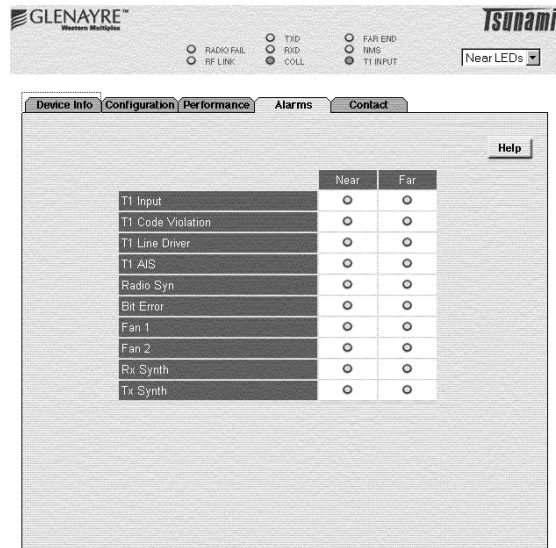 GLENAYRE™
Western Multiplex
Tsunami
TXD
FAR END
RADIO FAIL
RXD
NMS
RF LINK
COLL
T1 INPUT
Near LEDs
Device Info
Configuration
Performance
Alarms
Contact
Help
Near
Far
T1 Input
T1 Code Violation
T1 Line Driver
T1 AIS
Radio Syn
Bit Error
Fan 1
Fan 2
Rx Synth
Tx Synth